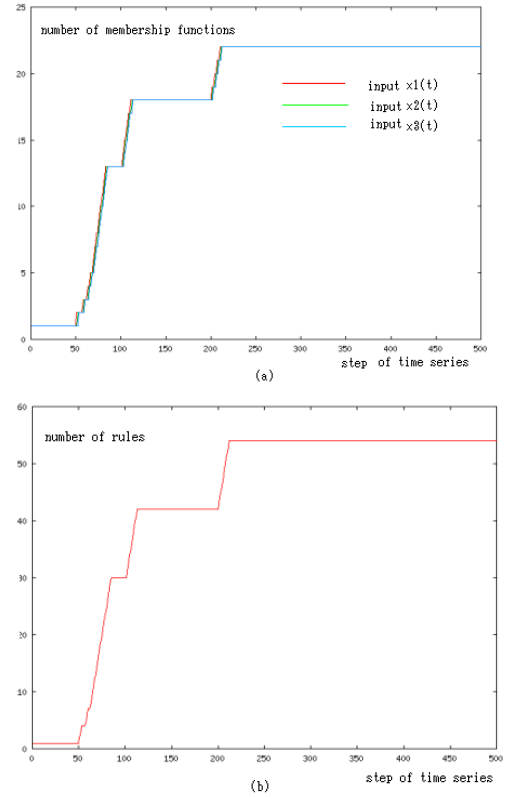 25
number of membership functions
20
input x1(t)
input x2(t)
input x3(t)
15
10
5
0
0 50 100 150 200 250 300 350 400 450 500
step of time series
(a)
60
number of rules
50
40
30
20
10
0
0 50 100 150 200 250 300 350 400 450 500
step of time series
(b)